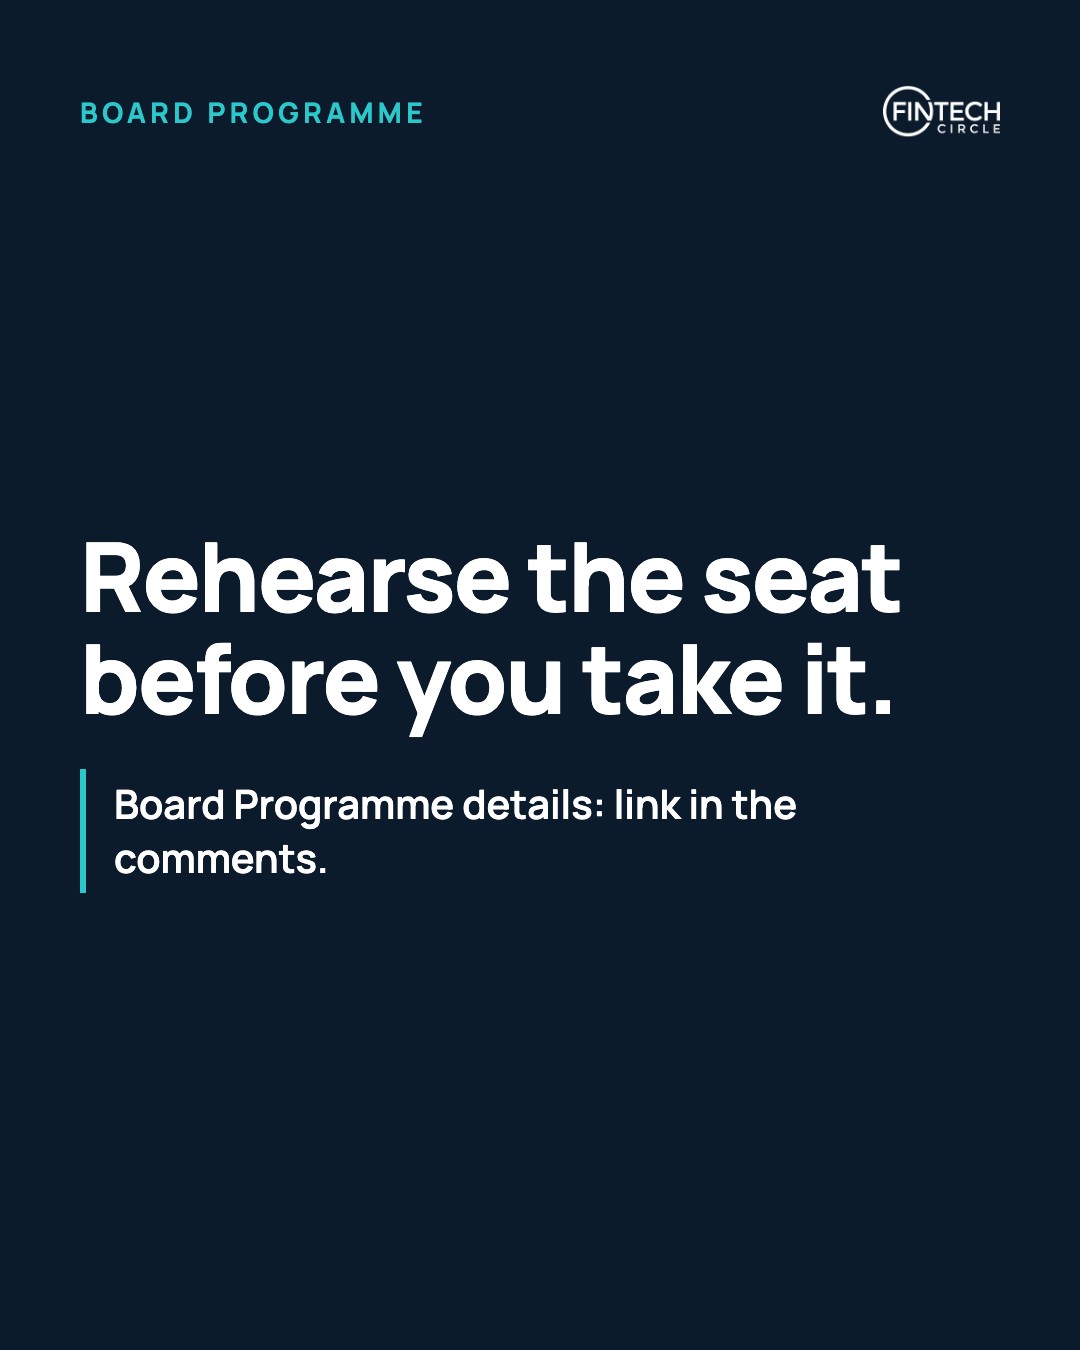 BOARD PROGRAMME
FINTECH
CIRCLE
Rehearse the seat
before you take it.
Board Programme details: link in the
comments.